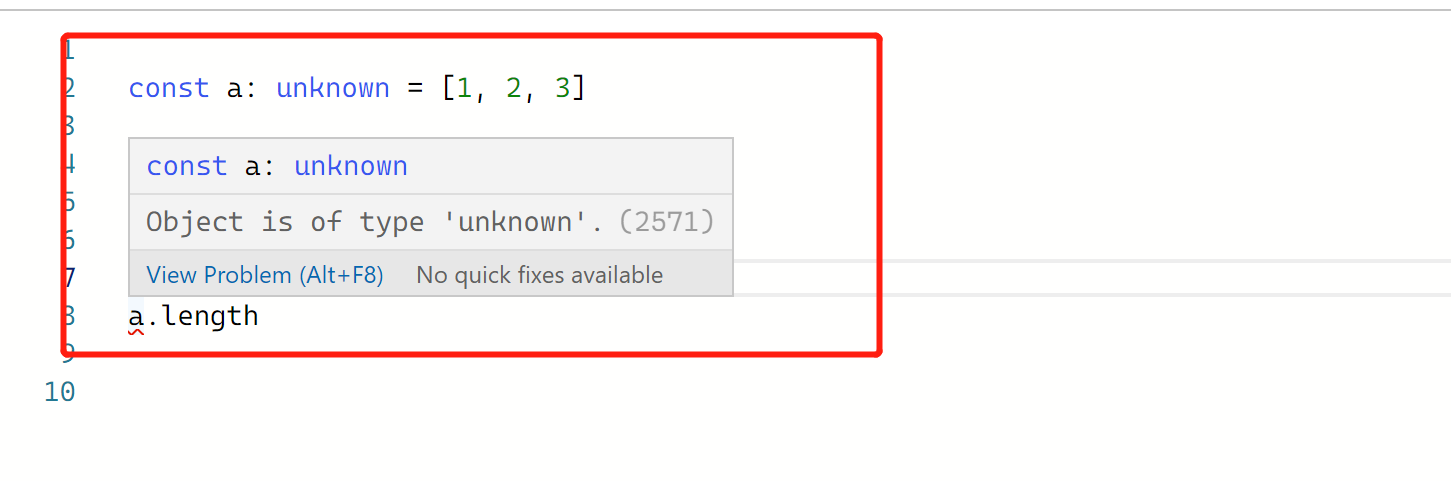 1
2 const a: unknown = [1, 2, 3]
3
4 const a: unknown
5
Object is of type 'unknown'. (2571)
6
7 View Problem (Alt+F8) No quick fixes available
8 a.length
9
10